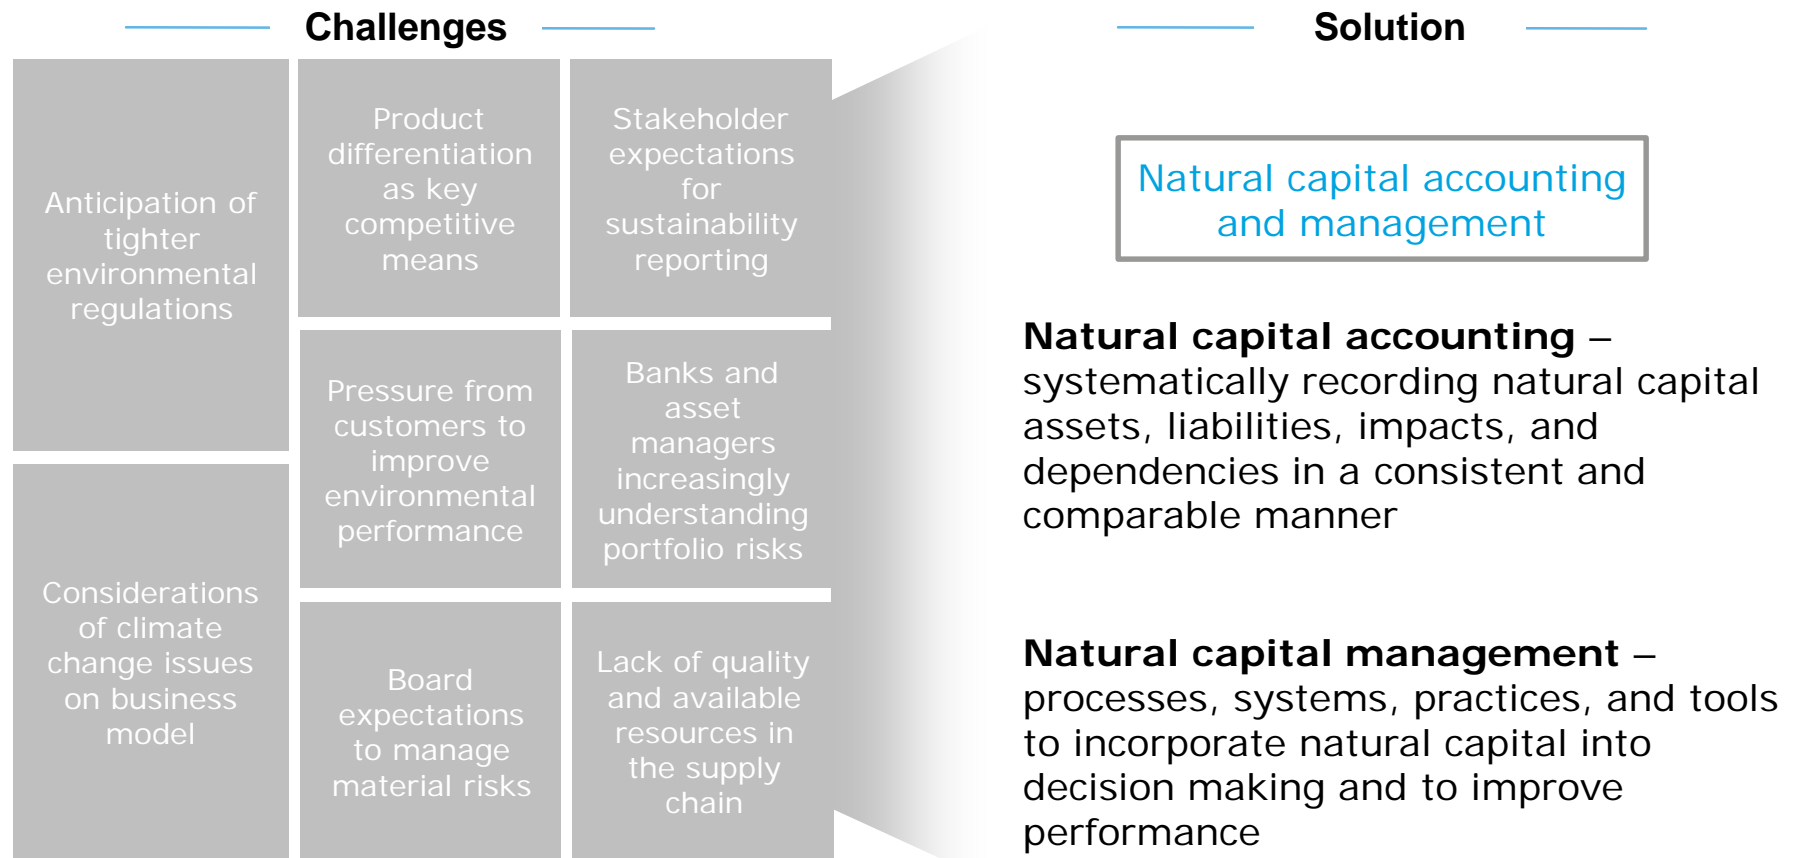 Challenges
Anticipation of
tighter
environmental
regulations
Considerations
of climate
change issues
on business
model
Product
differentiation
as key
competitive
means
Pressure from
customers to
improve
environmental
performance
Board
expectations
to manage
material risks
Stakeholder
expectations
for
sustainability
reporting
Banks and
asset
managers
increasingly
understanding
portfolio risks
Lack of quality
and available
resources in
the supply
chain
Solution
Natural capital accounting
and management
Natural capital accounting –
systematically recording natural capital
assets, liabilities, impacts, and
dependencies in a consistent and
comparable manner
Natural capital management –
processes, systems, practices, and tools
to incorporate natural capital into
decision making and to improve
performance